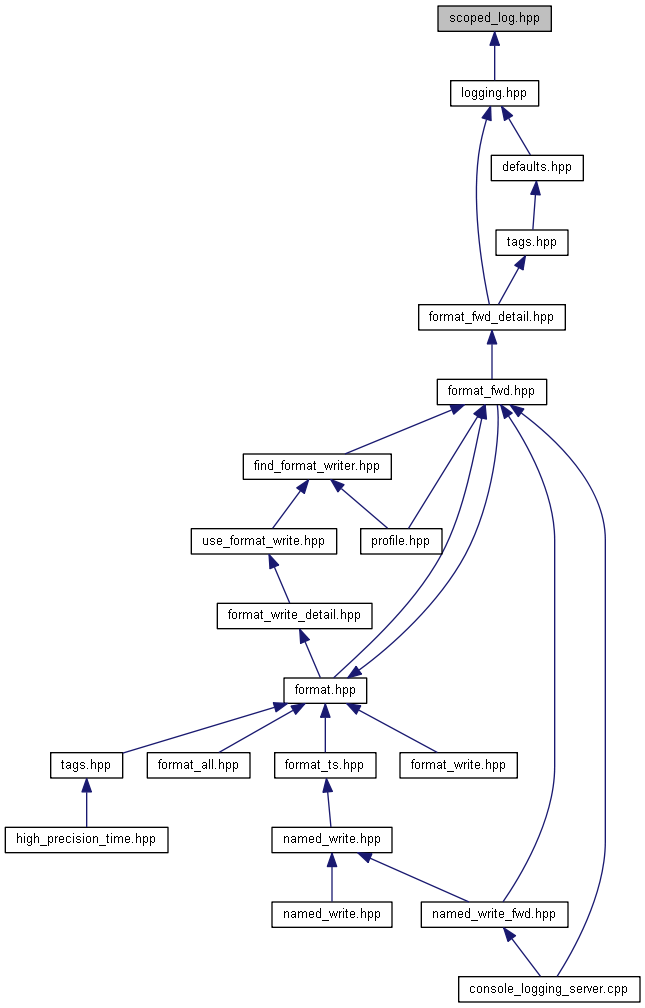 scoped_log.hpp
logging.hpp
defaults.hpp
tags.hpp
format_fwd_detail.hpp
format_fwd.hpp
find_format_writer.hpp
use_format_write.hpp
profile.hpp
format_write_detail.hpp
format.hpp
tags.hpp
format_all.hpp
format_ts.hpp
format_write.hpp
high_precision_time.hpp
named_write.hpp
named_write.hpp
named_write_fwd.hpp
console_logging_server.cpp